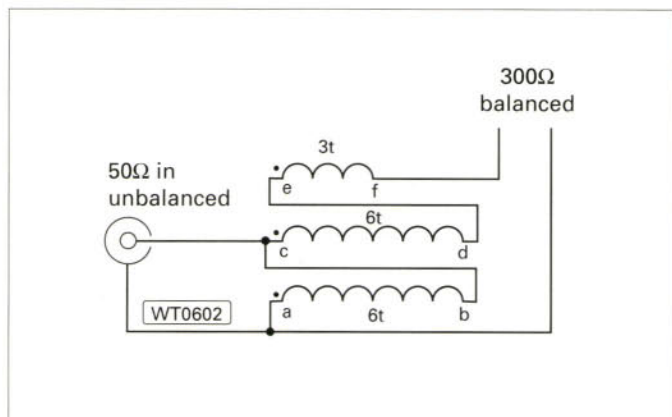 300Ω
balanced
3t
50Ω in
unbalanced
e
f
6t
c
d
WT0602
a
6t
b